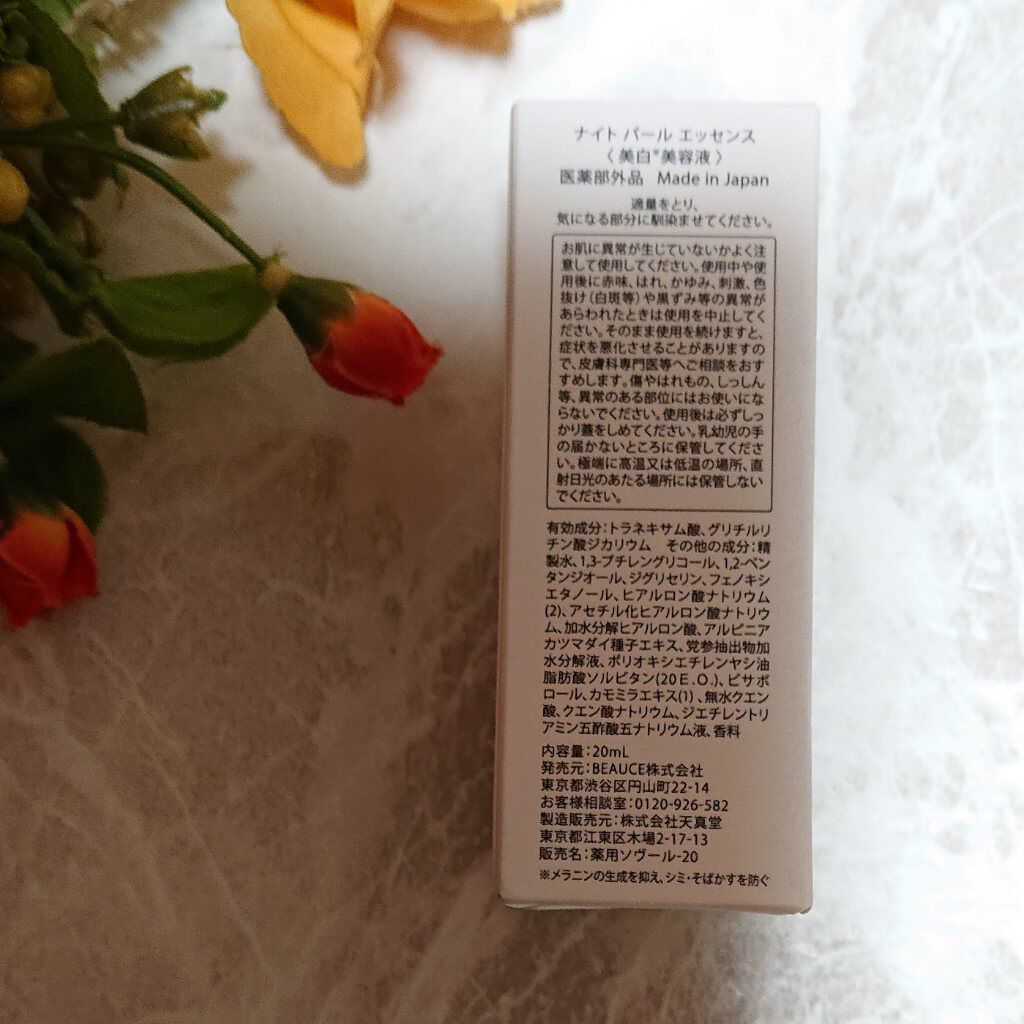 ナイト パール エッセンス
〈 美白※美容液 〉
医薬部外品 Made in Japan
適量をとり、
気になる部分に馴染ませてください。
お肌に異常が生じていないかよく注
意して使用してください。使用中や使
用後に赤味、はれ、かゆみ、刺激、色
抜け(白斑等)や黒ずみ等の異常が
あらわれたときは使用を中止してく
ださい。そのまま使用を続けますと、
症状を悪化させることがありますの
で、皮膚科専門医等へご相談をおす
すめします。傷やはれもの、しっしん
等、異常のある部位にはお使いにな
らないでください。使用後は必ずしっ
かり蓋をしめてください。乳幼児の手
の届かないところに保管してくださ
い。極端に高温又は低温の場所、直
射日光のあたる場所には保管しない
でください。
有効成分:トラネキサム酸、グリチルリ
チン酸ジカリウム その他の成分:精
製水、1,3-ブチレングリコール、1,2-ペン
タンジオール、ジグリセリン、フェノキシ
エタノール、ヒアルロン酸ナトリウム
(2)、アセチル化ヒアルロン酸ナトリウ
ム、加水分解ヒアルロン酸、アルピニア
カツマダイ種子エキス、党参抽出物加
水分解液、ポリオキシエチレンヤシ油
脂肪酸ソルビタン(20E.O.)、ビサボ
ロール、カモミラエキス(1)、無水クエン
酸、クエン酸ナトリウム、ジエチレントリ
アミン五酢酸五ナトリウム液、香料
内容量:20mL
発売元:BEAUCE株式会社
東京都渋谷区円山町22-14
お客様相談室:0120-926-582
製造販売元:株式会社天真堂
東京都江東区木場2-17-13
販売名:薬用ソヴール-20
※メラニンの生成を抑え、シミ・そばかすを防ぐ